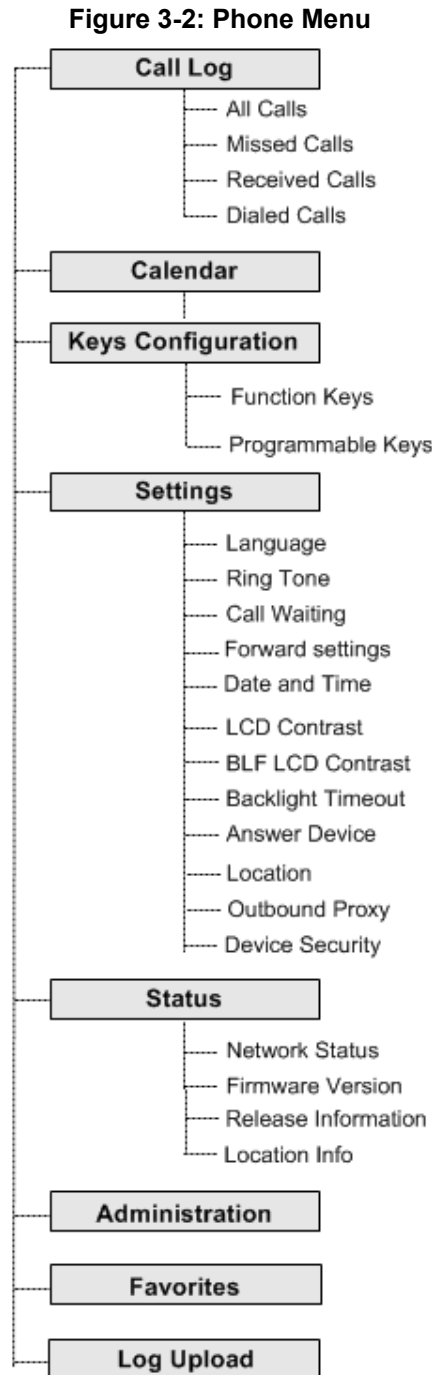 Figure 3-2: Phone Menu
Call Log
All Calls
Missed Calls
Received Calls
Dialed Calls
Calendar
Keys Configuration
Function Keys
Programmable Keys
Settings
Language
Ring Tone
Call Waiting
Forward settings
Date and Time
LCD Contrast
BLF LCD Contrast
Backlight Timeout
Answer Device
Location
Outbound Proxy
Device Security
Status
Network Status
Firmware Version
Release Information
Location Info
Administration
Favorites
Log Upload